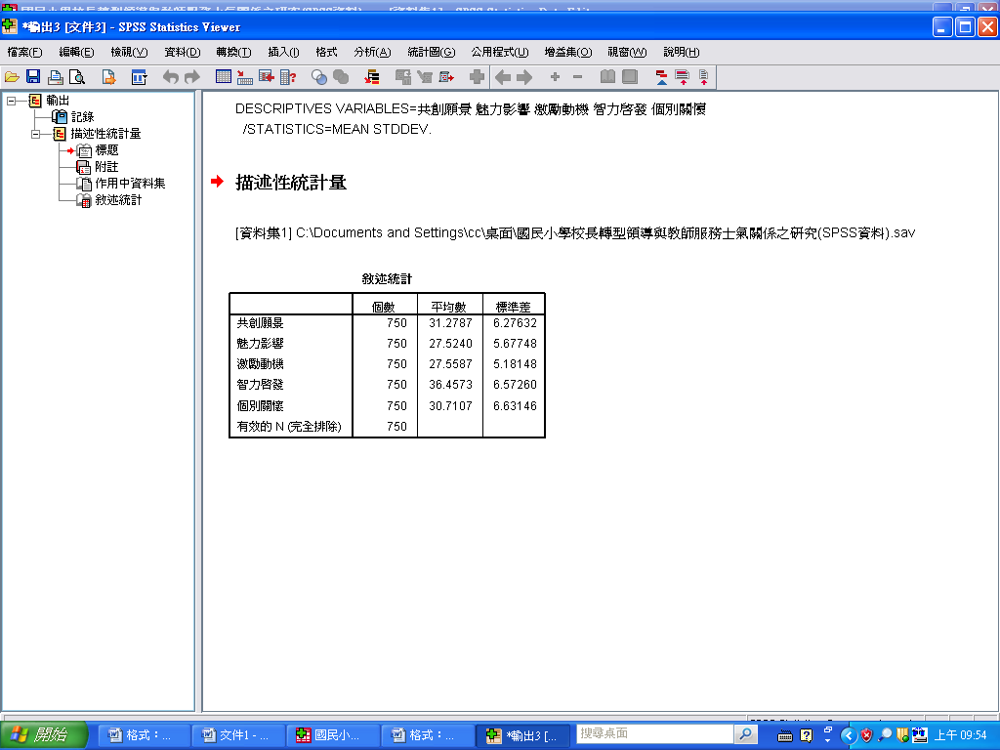 *輸出3 [文件3] - SPSS Statistics Viewer
檔案(F) 編輯(E) 檢視(V) 資料(D) 轉換(T) 插入(I) 格式 分析(A) 統計圖(G) 公用程式(U) 增益集(O) 視窗(W) 說明(H)
輸出
記錄
描述性統計量
標題
附註
作用中資料集
敘述統計
DESCRIPTIVES VARIABLES=共創願景 魅力影響 激勵動機 智力啓發 個別關懷
/STATISTICS=MEAN STDDEV.
描述性統計量
[資料集1] C:\Documents and Settings\cc\桌面\國民小學校長轉型領導與教師服務士氣關係之研究(SPSS資料).sav
敘述統計
個數 平均數 標準差
共創願景 750 31.2787 6.27632
魅力影響 750 27.5240 5.67748
激勵動機 750 27.5587 5.18148
智力啓發 750 36.4573 6.57260
個別關懷 750 30.7107 6.63146
有效的 N (完全排除) 750
開始 格式：... 文件1 - ... 國民小... 格式：... *輸出3 [... 搜尋桌面 上午 09:54